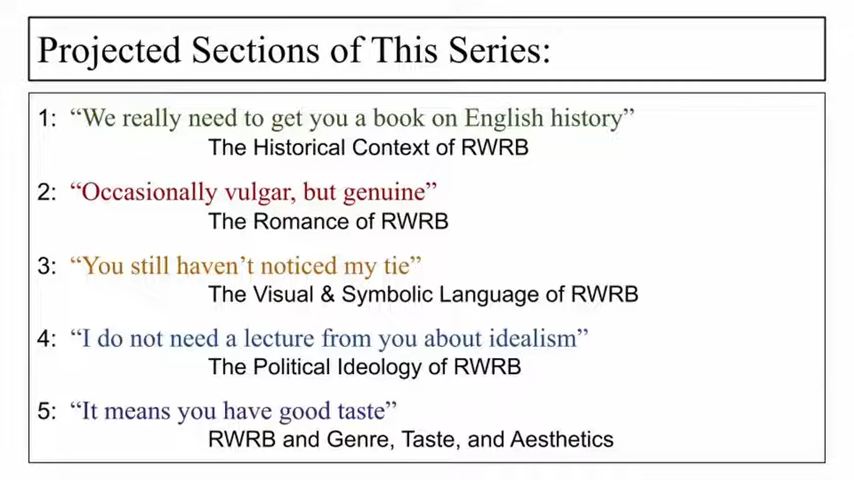 Projected Sections of This Series:
1: “We really need to get you a book on English history”
The Historical Context of RWRB
2: “Occasionally vulgar, but genuine”
The Romance of RWRB
3: “You still haven’t noticed my tie”
The Visual & Symbolic Language of RWRB
4: “I do not need a lecture from you about idealism”
The Political Ideology of RWRB
5: “It means you have good taste”
RWRB and Genre, Taste, and Aesthetics